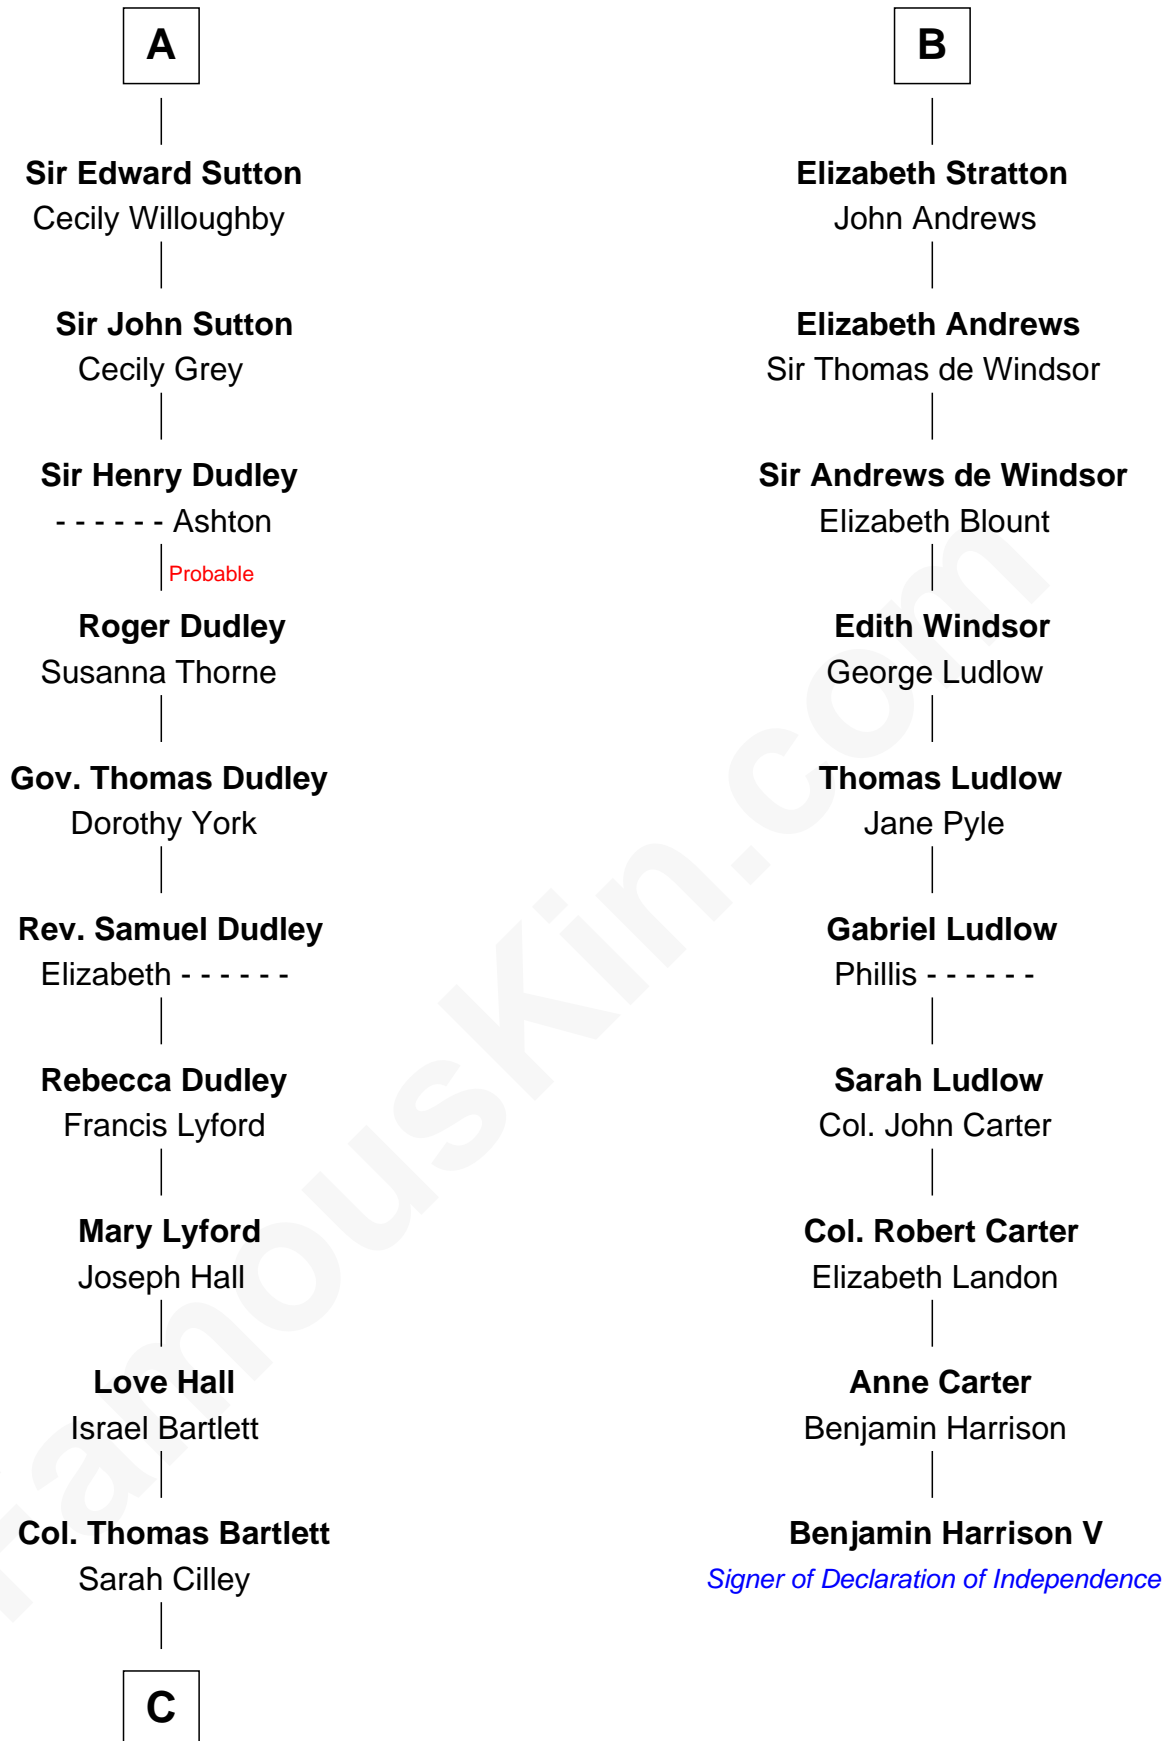 A
Sir Edward Sutton
Cecily Willoughby
Sir John Sutton
Cecily Grey
Sir Henry Dudley
- - - - - - Ashton
Probable
Roger Dudley
Susanna Thorne
Gov. Thomas Dudley
Dorothy York
Rev. Samuel Dudley
Elizabeth - - - - - -
Rebecca Dudley
Francis Lyford
Mary Lyford
Joseph Hall
Love Hall
Israel Bartlett
Col. Thomas Bartlett
Sarah Cilley
C
B
Elizabeth Stratton
John Andrews
Elizabeth Andrews
Sir Thomas de Windsor
Sir Andrews de Windsor
Elizabeth Blount
Edith Windsor
George Ludlow
Thomas Ludlow
Jane Pyle
Gabriel Ludlow
Phillis - - - - - -
Sarah Ludlow
Col. John Carter
Col. Robert Carter
Elizabeth Landon
Anne Carter
Benjamin Harrison
Benjamin Harrison V
Signer of Declaration of Independence
FamousKin.com